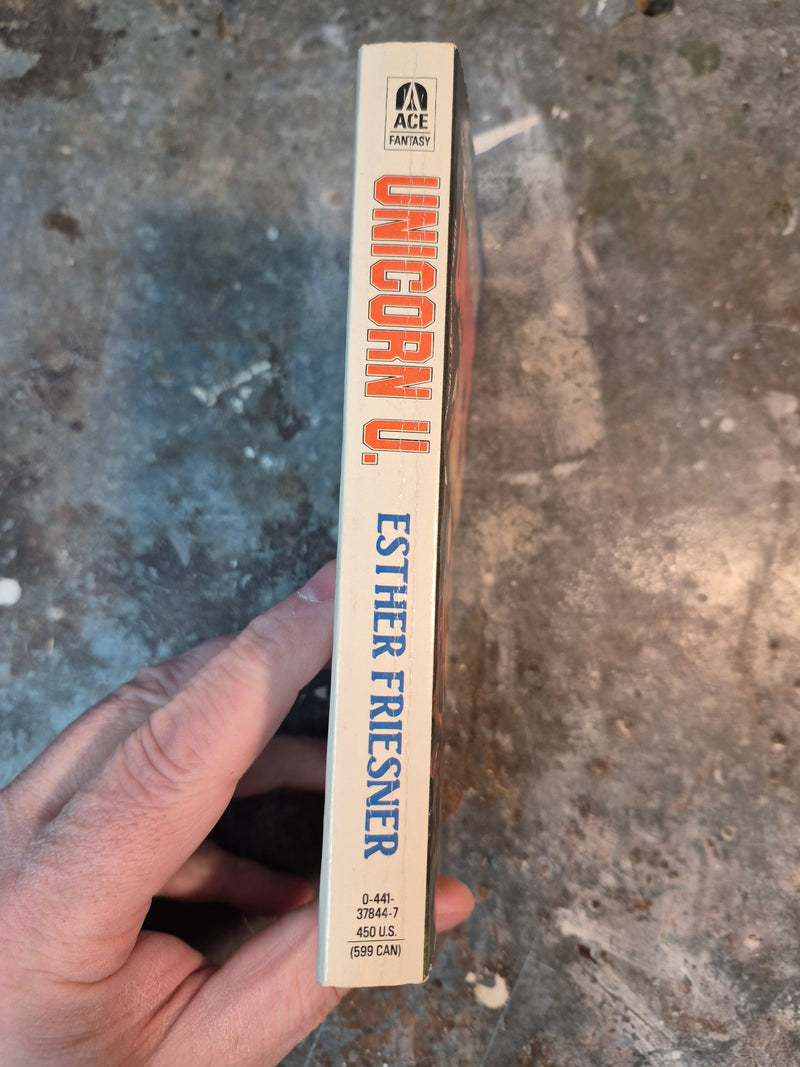 ACE
FANTASY
UNICORN U.
ESTHER FRIESNER
0-441-
37844-7
450 U.S.
(599 CAN)